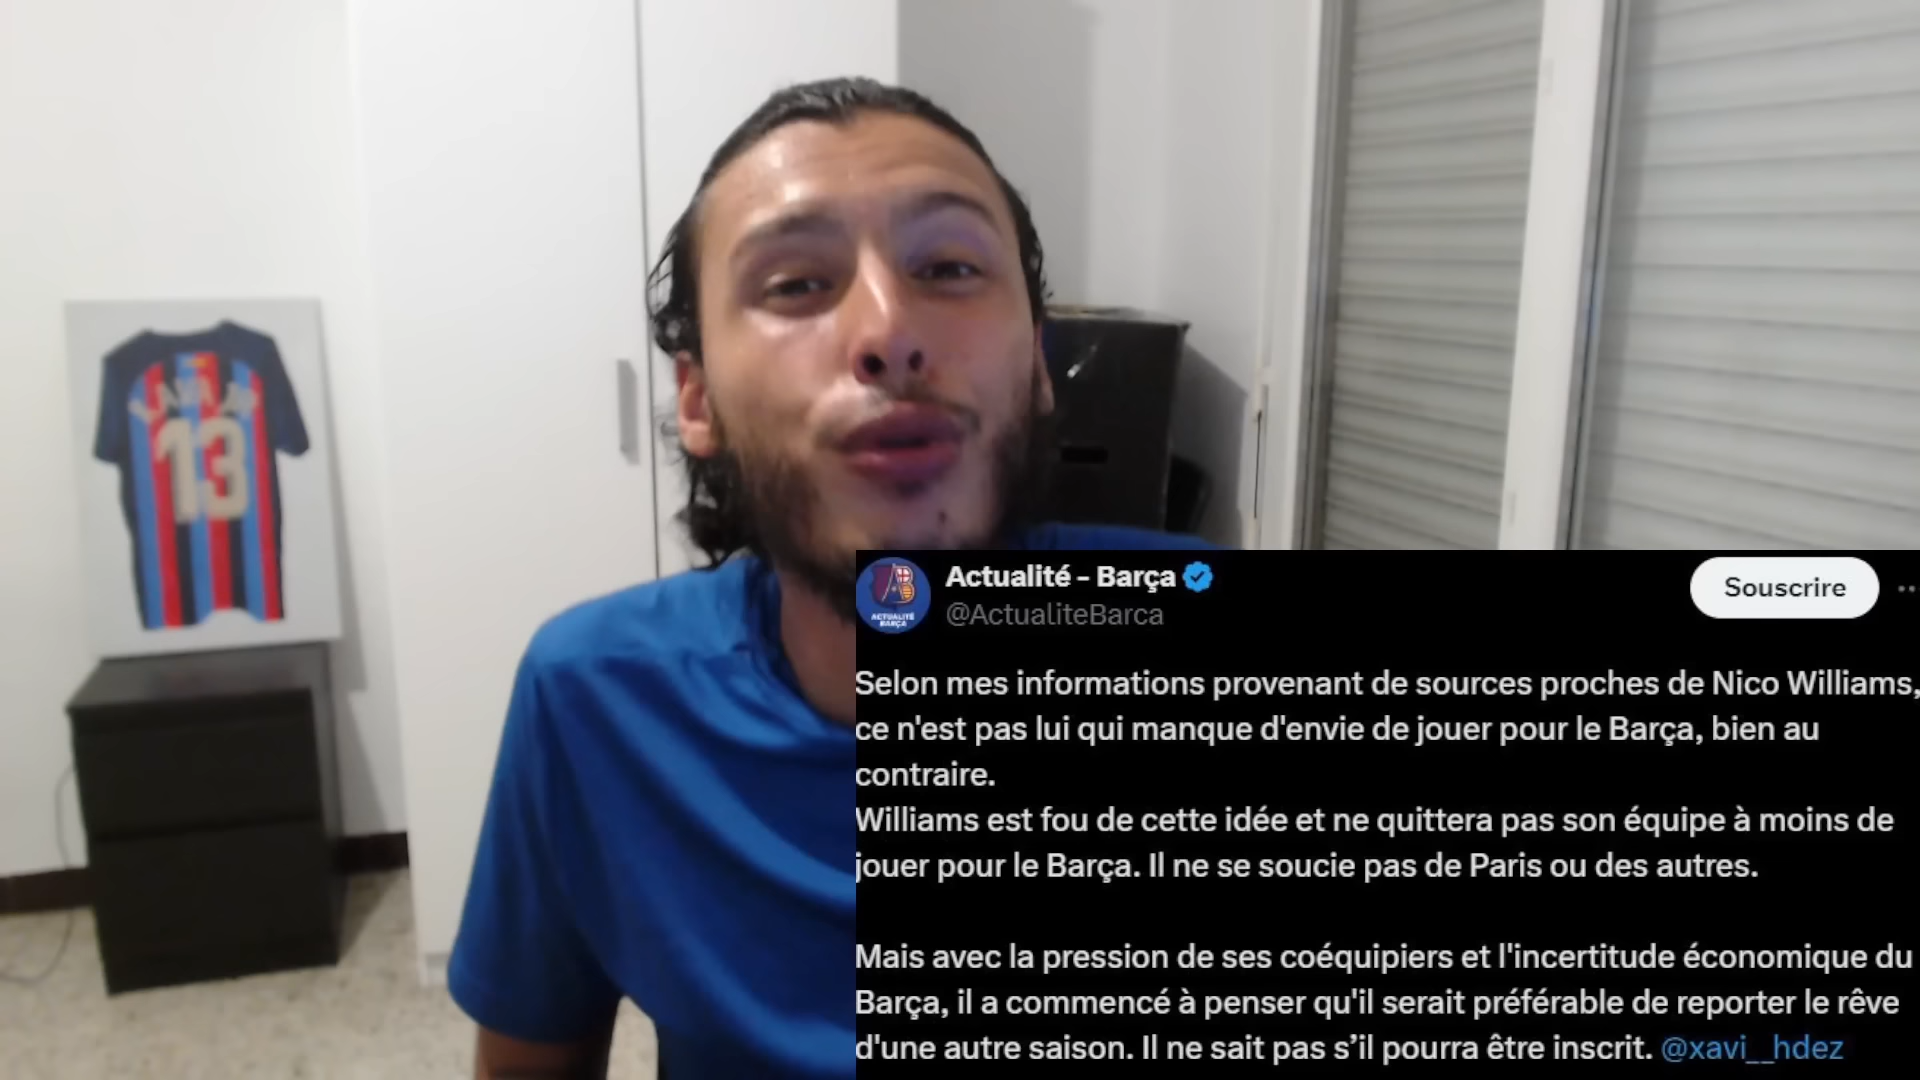 13
ACTUALITÉ
BARÇA
Actualité - Barça
@ActualiteBarca
Souscrire
Selon mes informations provenant de sources proches de Nico Williams,
ce n'est pas lui qui manque d'envie de jouer pour le Barça, bien au
contraire.
Williams est fou de cette idée et ne quittera pas son équipe à moins de
jouer pour le Barça. Il ne se soucie pas de Paris ou des autres.
Mais avec la pression de ses coéquipiers et l'incertitude économique du
Barça, il a commencé à penser qu'il serait préférable de reporter le rêve
d'une autre saison. Il ne sait pas s’il pourra être inscrit. @xavi__hdez